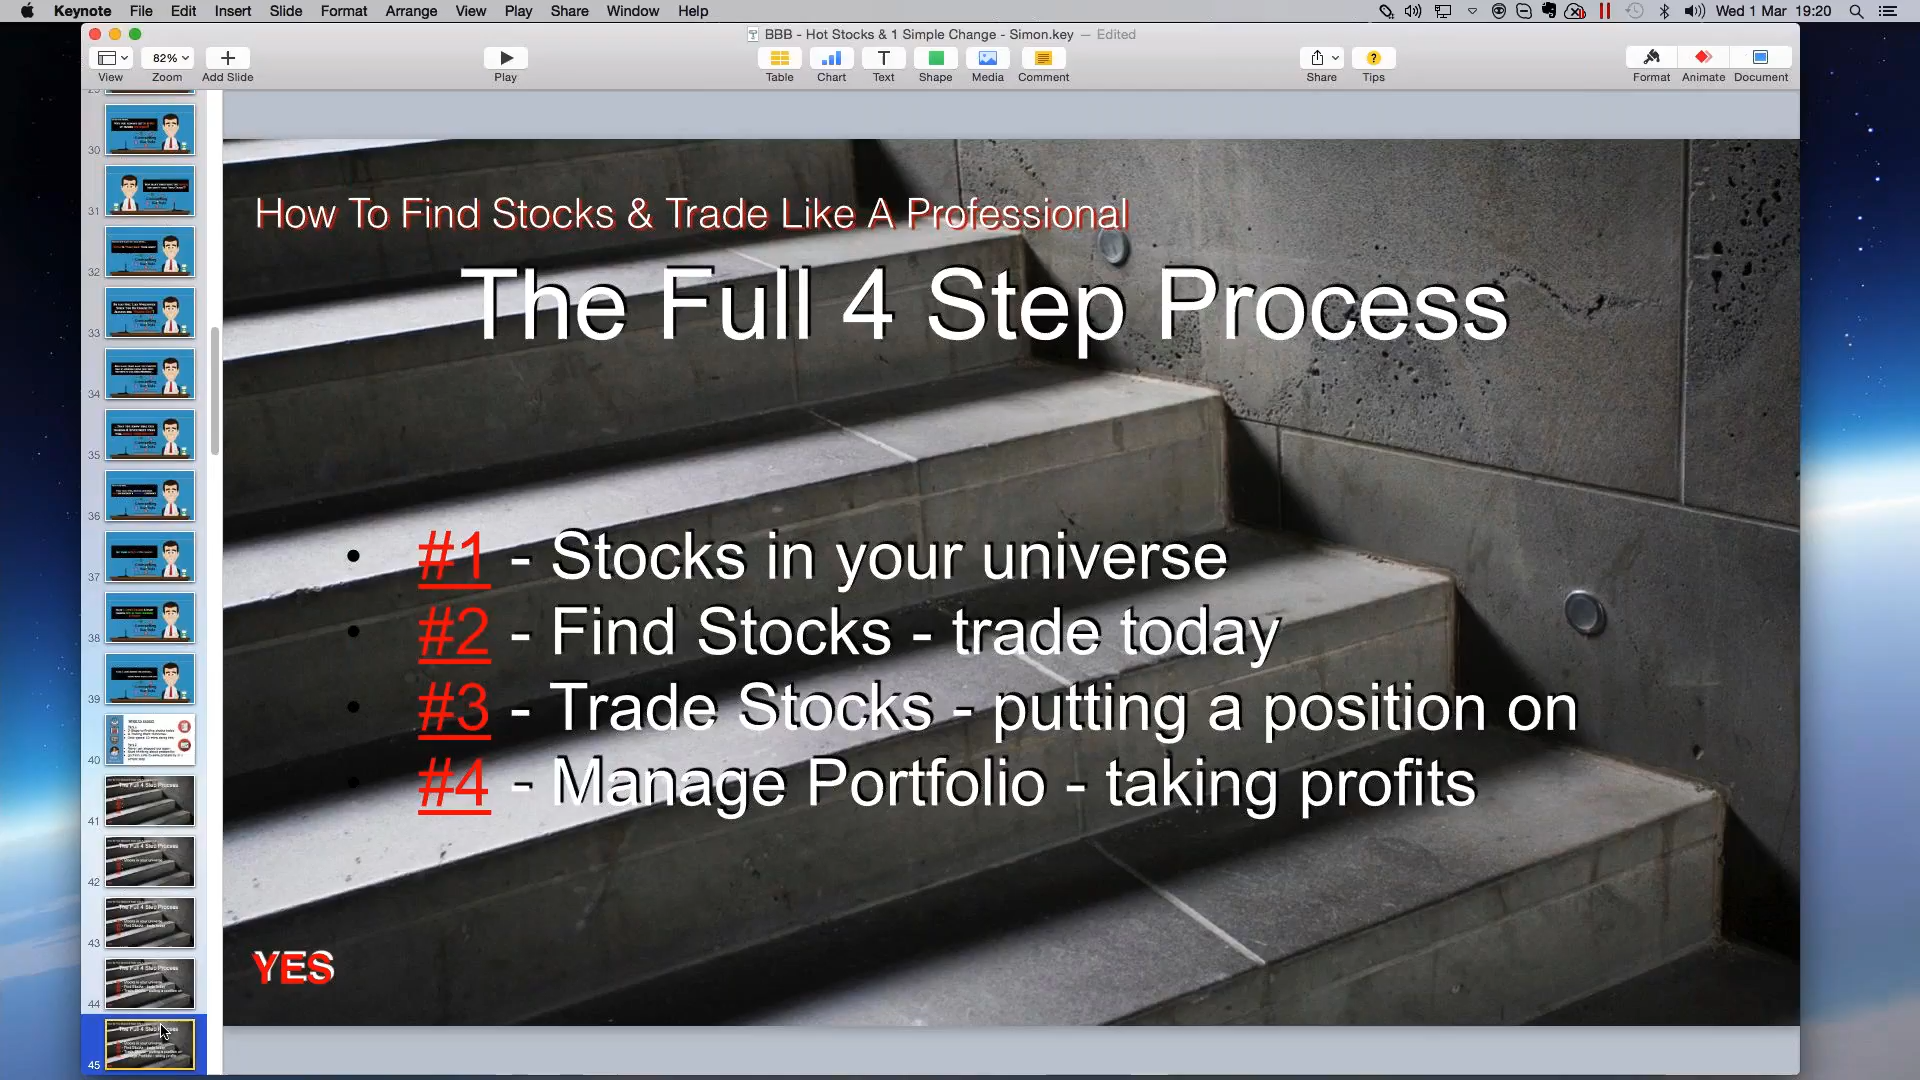 Keynote File Edit Insert Slide Format Arrange View Play Share Window Help Wed 1 Mar 19:20
BBB - Hot Stocks & 1 Simple Change - Simon.key — Edited
82%
View Zoom Add Slide Play Table Chart Text Shape Media Comment Share Tips Format Animate Document
How To Find Stocks & Trade Like A Professional
The Full 4 Step Process
• #1 - Stocks in your universe
• #2 - Find Stocks - trade today
• #3 - Trade Stocks - putting a position on
• #4 - Manage Portfolio - taking profits
YES
30
31
32
33
34
35
36
37
38
39
40
41
42
43
44
45